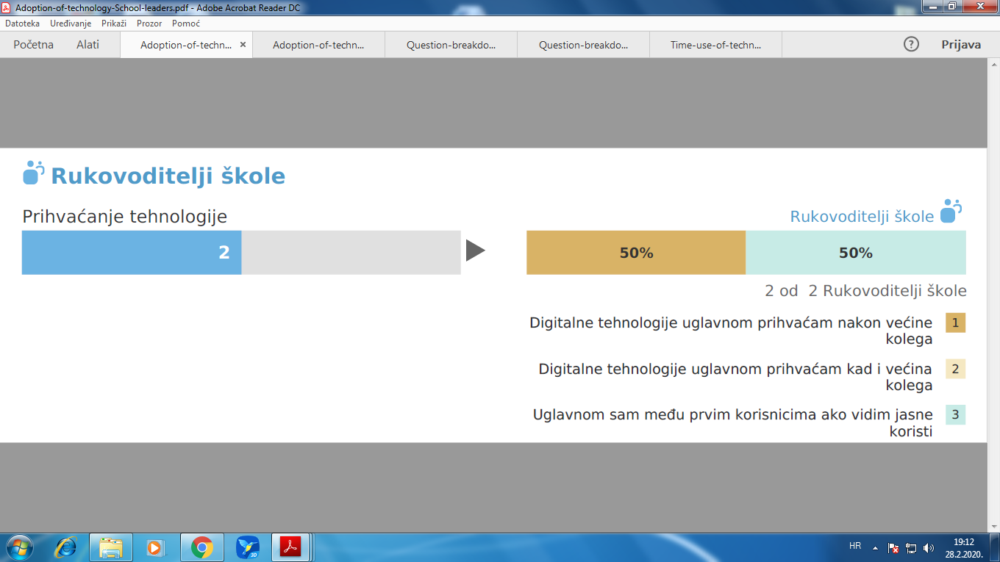 Adoption-of-technology-School-leaders.pdf - Adobe Acrobat Reader DC
Datoteka Uređivanje Prikaži Prozor Pomoć
Početna Alati Adoption-of-techn... × Adoption-of-techn... Question-breakdo... Question-breakdo... Time-use-of-techn... ? Prijava
Rukovoditelji škole
Prihvaćanje tehnologije
2
Rukovoditelji škole
50% 50%
2 od 2 Rukovoditelji škole
Digitalne tehnologije uglavnom prihvaćam nakon većine 1
kolega
Digitalne tehnologije uglavnom prihvaćam kad i većina 2
kolega
Uglavnom sam među prvim korisnicima ako vidim jasne 3
koristi
3D
HR
19:12
28.2.2020.